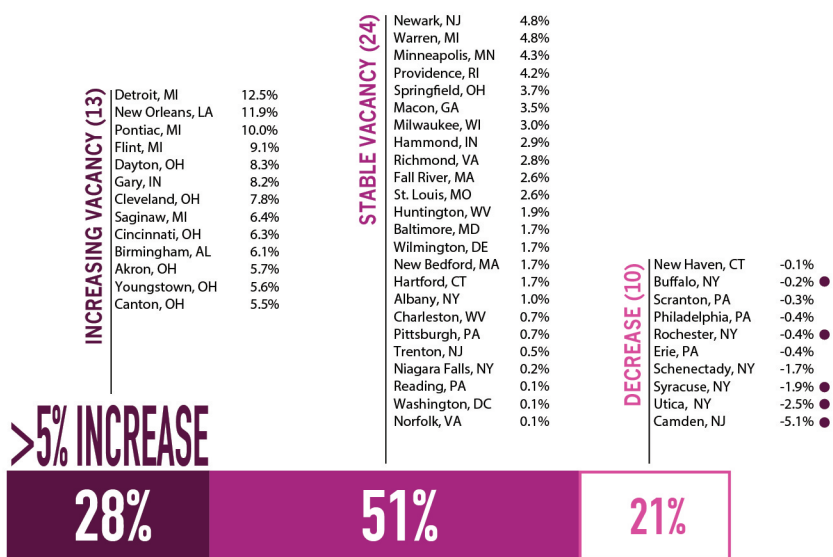 INCREASING VACANCY (13)
Detroit, MI 12.5%
New Orleans, LA 11.9%
Pontiac, MI 10.0%
Flint, MI 9.1%
Dayton, OH 8.3%
Gary, IN 8.2%
Cleveland, OH 7.8%
Saginaw, MI 6.4%
Cincinnati, OH 6.3%
Birmingham, AL 6.1%
Akron, OH 5.7%
Youngstown, OH 5.6%
Canton, OH 5.5%
STABLE VACANCY (24)
Newark, NJ 4.8%
Warren, MI 4.8%
Minneapolis, MN 4.3%
Providence, RI 4.2%
Springfield, OH 3.7%
Macon, GA 3.5%
Milwaukee, WI 3.0%
Hammond, IN 2.9%
Richmond, VA 2.8%
Fall River, MA 2.6%
St. Louis, MO 2.6%
Huntington, WV 1.9%
Baltimore, MD 1.7%
Wilmington, DE 1.7%
New Bedford, MA 1.7%
Hartford, CT 1.7%
Albany, NY 1.0%
Charleston, WV 0.7%
Pittsburgh, PA 0.7%
Trenton, NJ 0.5%
Niagara Falls, NY 0.2%
Reading, PA 0.1%
Washington, DC 0.1%
Norfolk, VA 0.1%
DECREASE (10)
New Haven, CT -0.1%
Buffalo, NY -0.2%
Scranton, PA -0.3%
Philadelphia, PA -0.4%
Rochester, NY -0.4%
Erie, PA -0.4%
Schenectady, NY -1.7%
Syracuse, NY -1.9%
Utica, NY -2.5%
Camden, NJ -5.1%
>5% INCREASE
28%
51%
21%